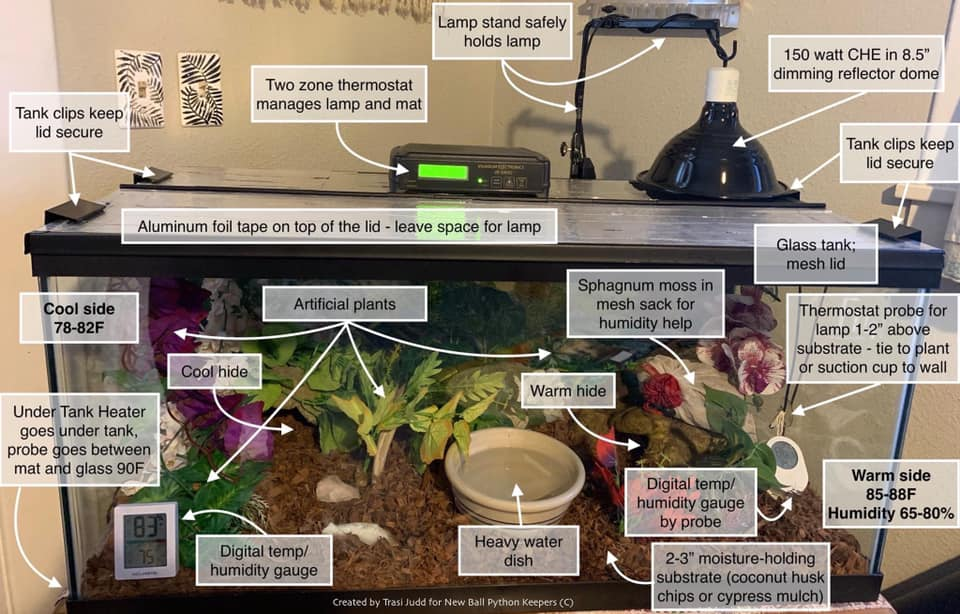 Lamp stand safely
holds lamp
150 watt CHE in 8.5"
dimming reflector dome
Two zone thermostat
manages lamp and mat
Tank clips keep
lid secure
Tank clips keep
lid secure
Aluminum foil tape on top of the lid - leave space for lamp
Glass tank;
mesh lid
Cool side
78-82F
Artificial plants
Sphagnum moss in
mesh sack for
humidity help
Thermostat probe for
lamp 1-2" above
substrate - tie to plant
or suction cup to wall
Cool hide
Warm hide
Under Tank Heater
goes under tank,
probe goes between
mat and glass 90F
Warm side
85-88F
Humidity 65-80%
Digital temp/
humidity gauge
by probe
83
75
Digital temp/
humidity gauge
Heavy water
dish
2-3" moisture-holding
substrate (coconut husk
chips or cypress mulch)
Created by Trasi Judd for New Ball Python Keepers (C)